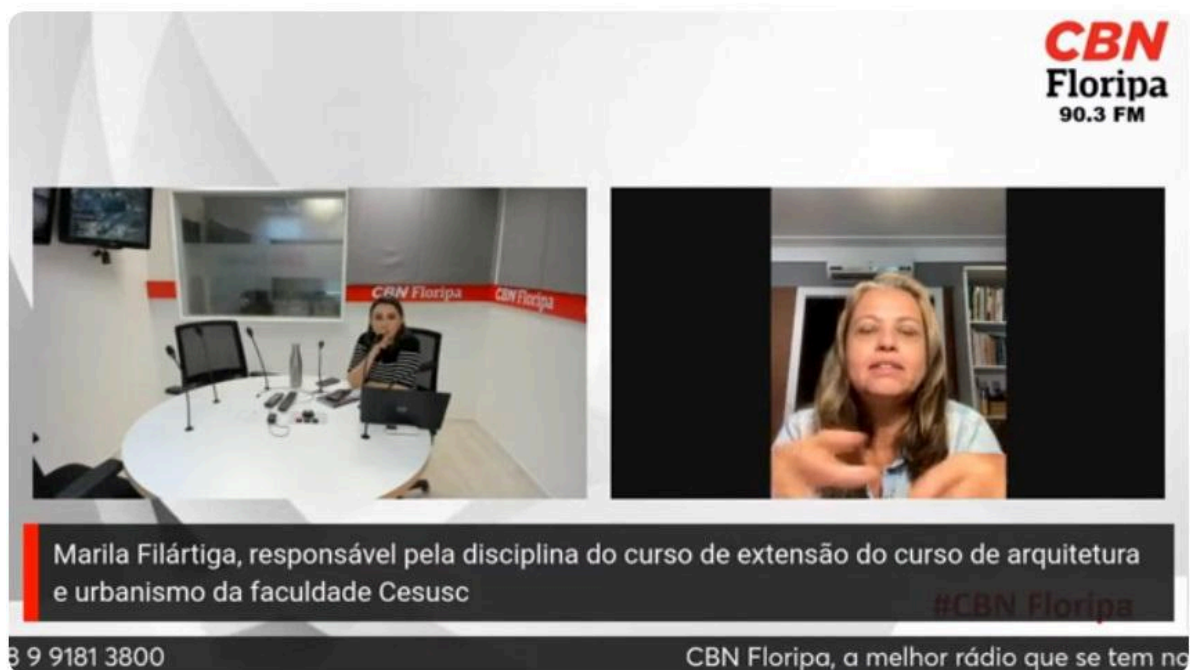 CBN
Floripa
90.3 FM
CBN Floripa
CBN Floripa
Marila Filártiga, responsável pela disciplina do curso de extensão do curso de arquitetura
e urbanismo da faculdade Cesusc
#CBN Floripa
8 9 9181 3800
CBN Floripa, a melhor rádio que se tem no